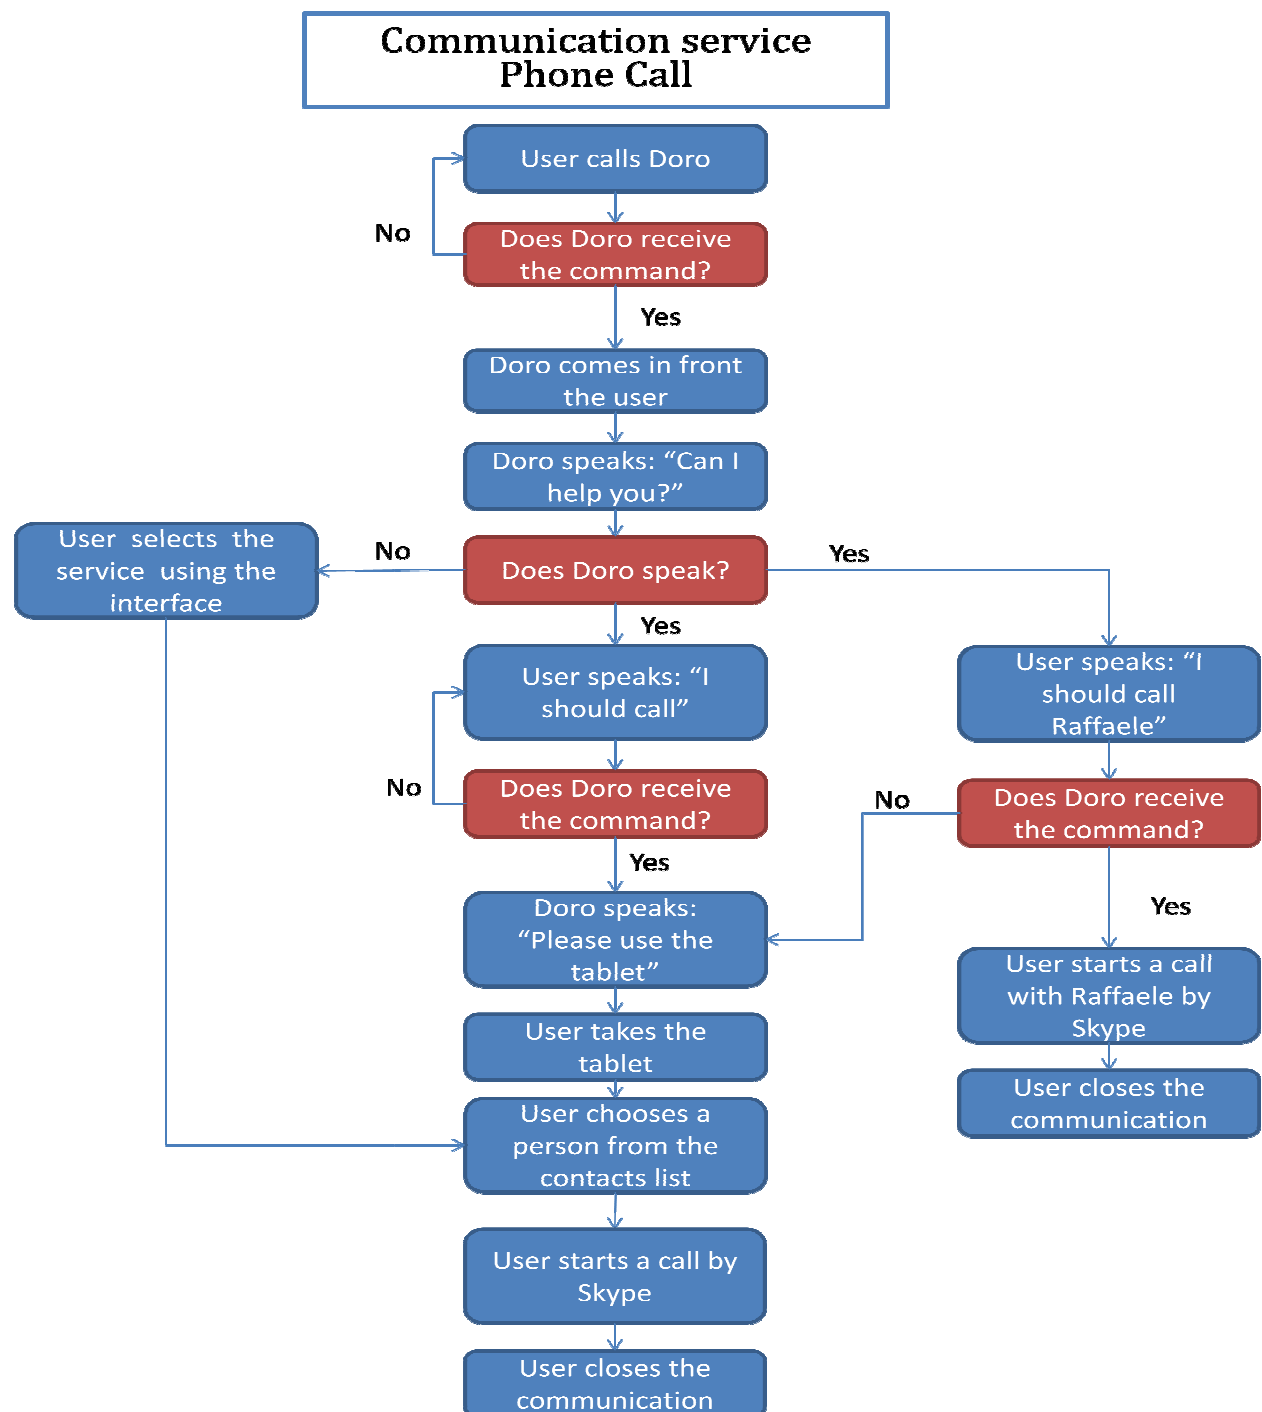 Communication service
Phone Call
User calls Doro
No
Does Doro receive
the command?
Yes
Doro comes in front
the user
Doro speaks: “Can I
help you?”
User selects the
service using the
interface
No
Does Doro speak?
Yes
Yes
User speaks: “I
should call”
User speaks: “I
should call
Raffaele”
No
Does Doro receive
the command?
No
Does Doro receive
the command?
Yes
Yes
Doro speaks:
“Please use the
tablet”
User starts a call
with Raffaele by
Skype
User takes the
tablet
User closes the
communication
User chooses a
person from the
contacts list
User starts a call by
Skype
User closes the
communication